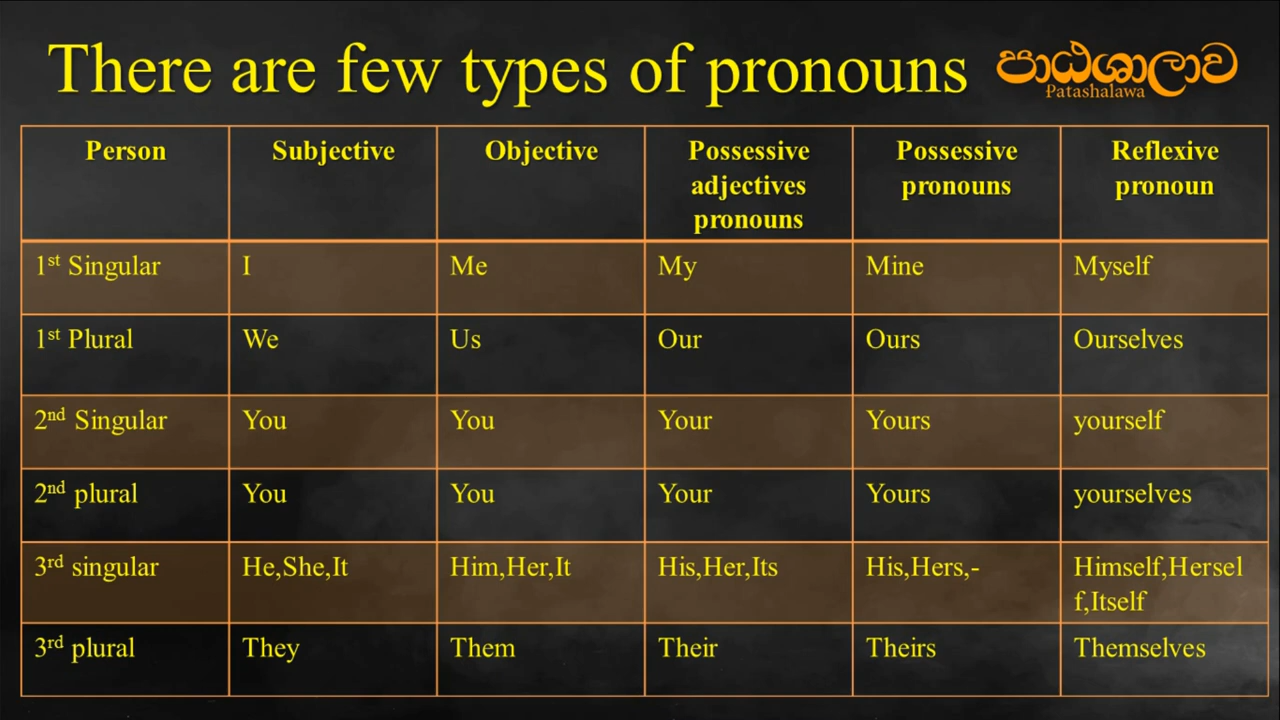 There are few types of pronouns
පාඨශාලාව
Patashalawa
Person Subjective Objective Possessive adjectives pronouns Possessive pronouns Reflexive pronoun
1st Singular I Me My Mine Myself
1st Plural We Us Our Ours Ourselves
2nd Singular You You Your Yours yourself
2nd plural You You Your Yours yourselves
3rd singular He,She,It Him,Her,It His,Her,Its His,Hers,- Himself,Hersel
f,Itself
3rd plural They Them Their Theirs Themselves